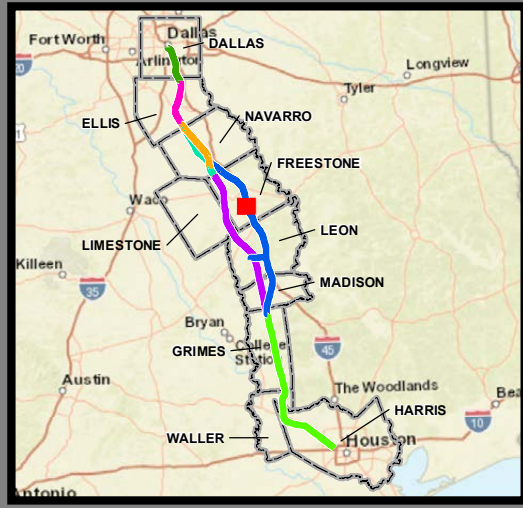 Dallas
DALLAS
Fort Worth
Arlington
Longview
20
Tyler
ELLIS
NAVARRO
FREESTONE
Waco
LIMESTONE
LEON
Killeen
MADISON
35
Bryan
College
Station
GRIMES
45
Austin
The Woodlands
HARRIS
10
WALLER
Houston
Antonio